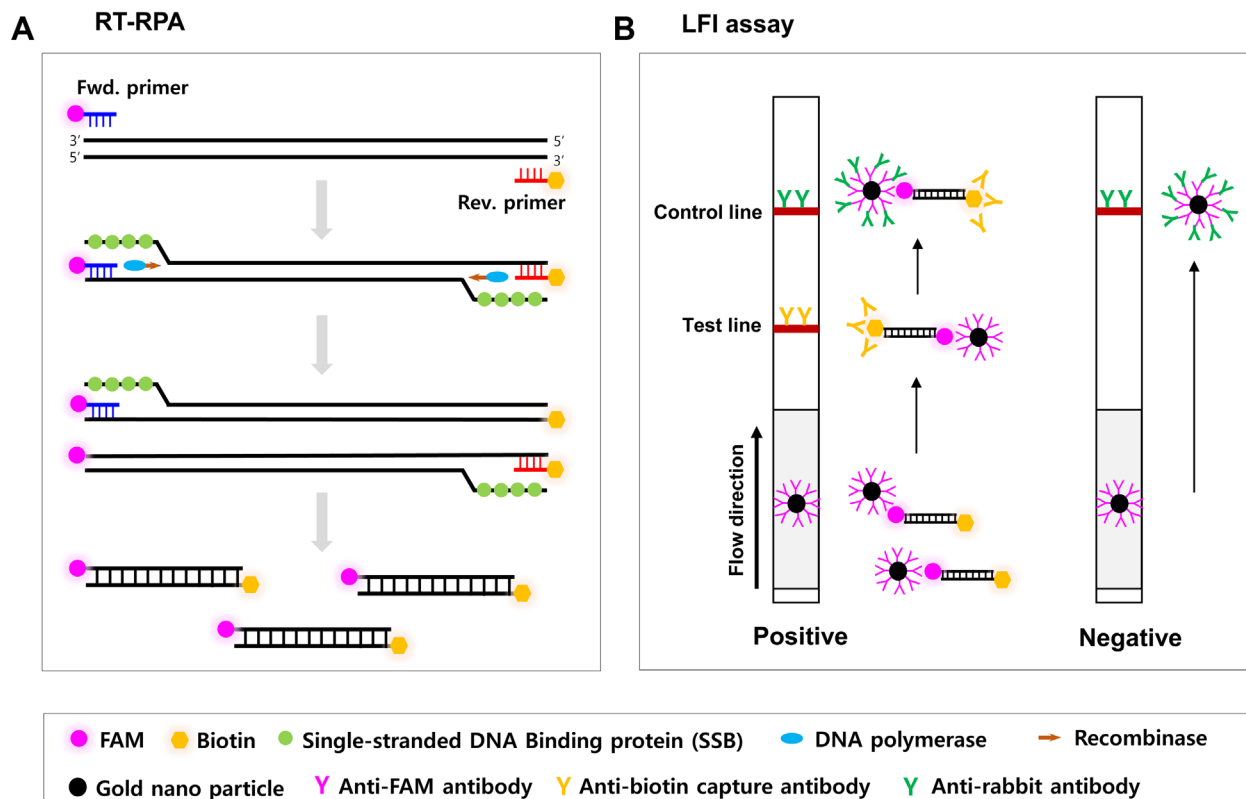 A
RT-RPA
Fwd. primer
3’ 5’
5’ 3’
Rev. primer
B
LFI assay
Control line
Test line
Flow direction
Positive
Negative
FAM Biotin Single-stranded DNA Binding protein (SSB) DNA polymerase Recombinase
Gold nano particle Anti-FAM antibody Anti-biotin capture antibody Anti-rabbit antibody